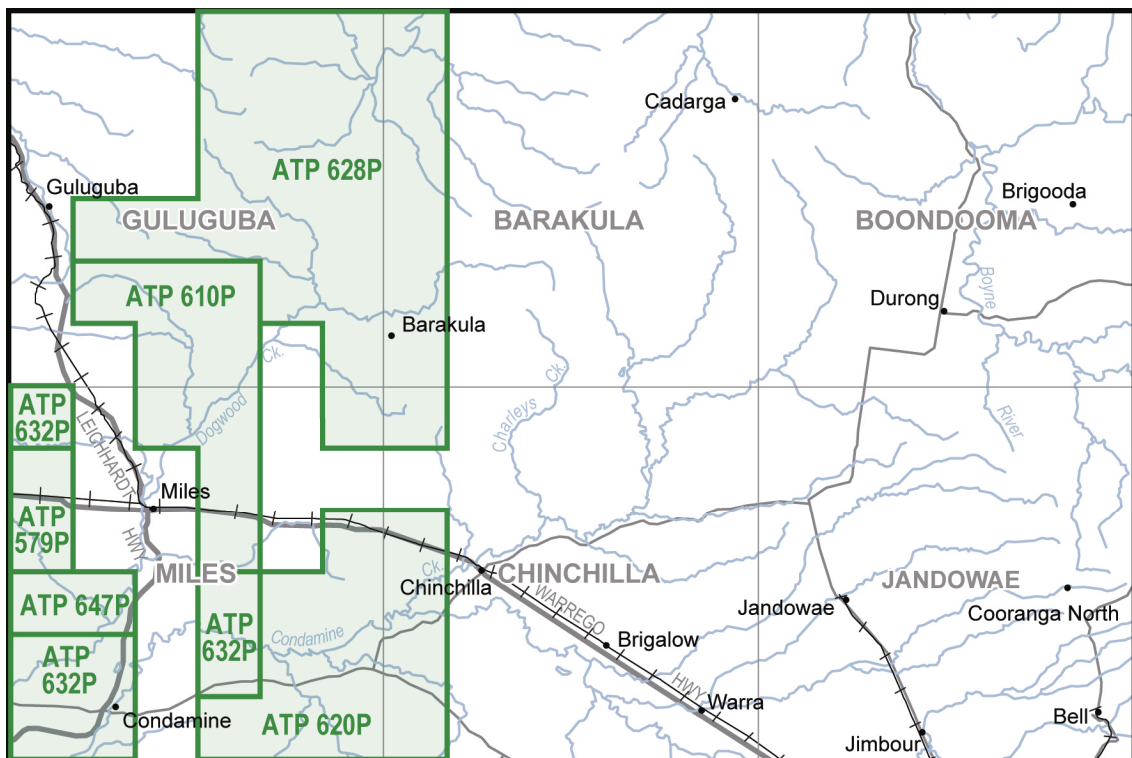 Cadarga
ATP 628P
Guluguba
Brigooda
GULUGUBA
BARAKULA
BOONDOOMA
Boyne
ATP 610P
Durong
Barakula
Ck.
Ck.
ATP
632P
LEICHHARDT
Dogwood
Charleys
River
Miles
ATP
579P
HWY
MILES
Ck.
CHINCHILLA
Chinchilla
JANDOWAE
ATP 647P
WARREGO
Jandowae
Cooranga North
ATP
632P
Condamine
Brigalow
ATP
632P
HWY
Warra
Condamine
ATP 620P
Bell
Jimbour